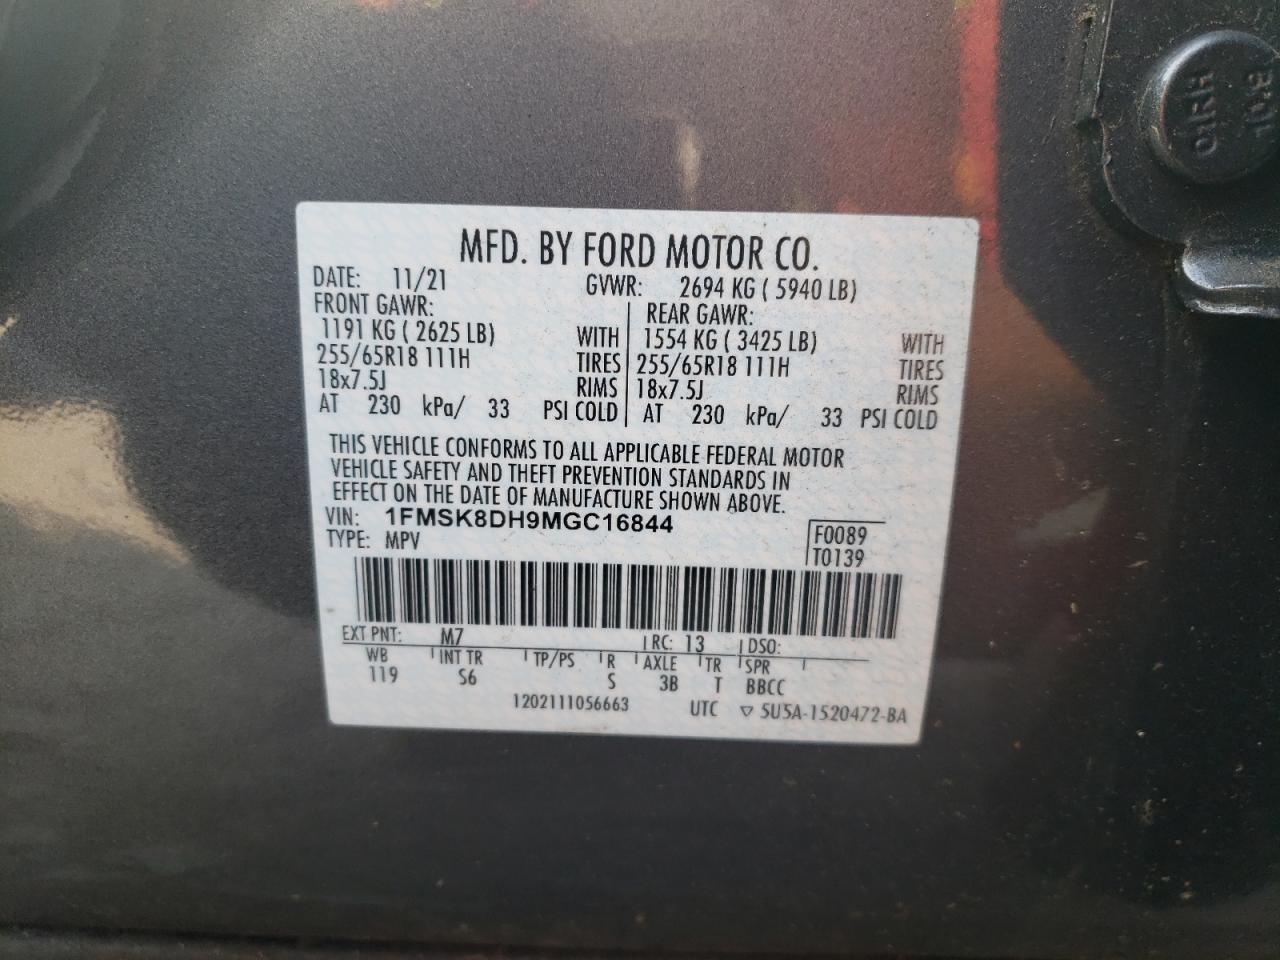 MFD. BY FORD MOTOR CO.
DATE: 11/21 GVWR: 2694 KG ( 5940 LB)
FRONT GAWR: REAR GAWR:
1191 KG ( 2625 LB) WITH 1554 KG ( 3425 LB) WITH
255/65R18 111H TIRES 255/65R18 111H TIRES
18x7.5J RIMS 18x7.5J RIMS
AT 230 kPa/ 33 PSI COLD AT 230 kPa/ 33 PSI COLD
THIS VEHICLE CONFORMS TO ALL APPLICABLE FEDERAL MOTOR
VEHICLE SAFETY AND THEFT PREVENTION STANDARDS IN
EFFECT ON THE DATE OF MANUFACTURE SHOWN ABOVE.
VIN: 1FMSK8DH9MGC16844
TYPE: MPV
F0089
T0139
EXT PNT: M7 RC: 13 DSO:
WB INT TR TP/PS R AXLE TR SPR
119 S6 S 3B T BBCC
1202111056663 UTC ▽ 5U5A-1520472-BA
10.8